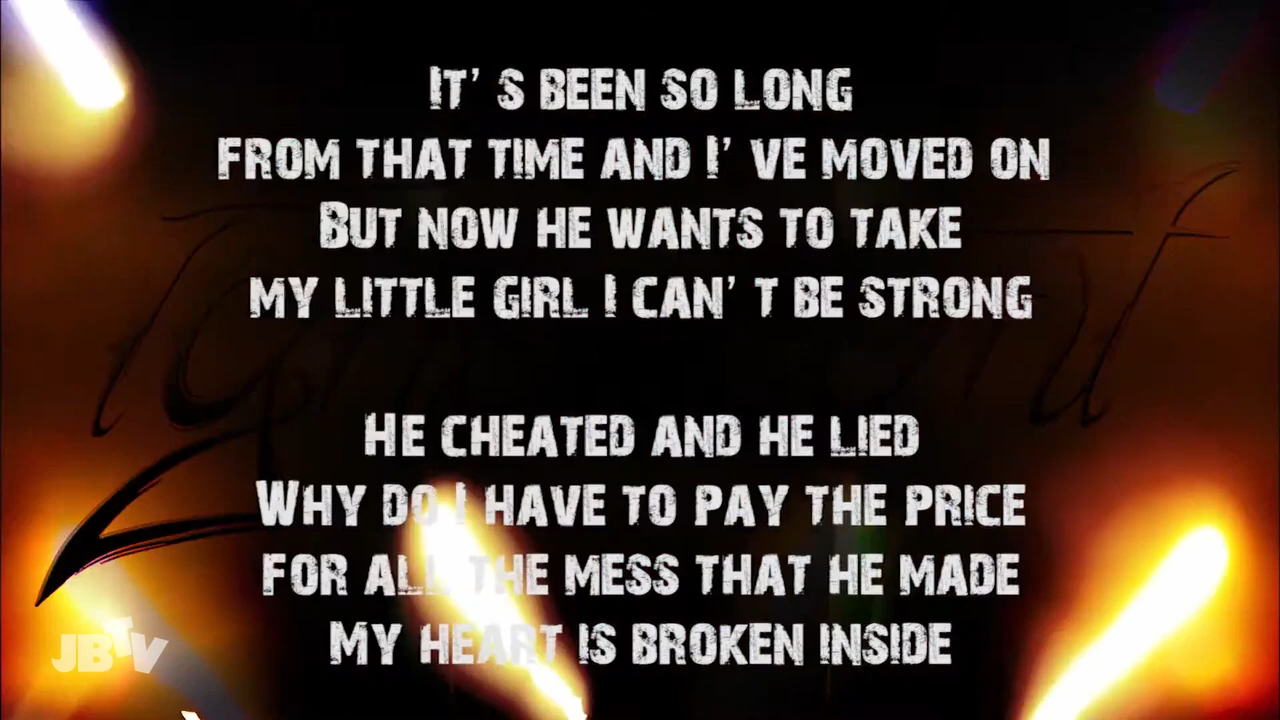 It's been so long
from that time and I've moved on
But now he wants to take
my little girl I can't be strong
He cheated and he lied
Why do I have to pay the price
for all the mess that he made
My heart is broken inside
JBTV